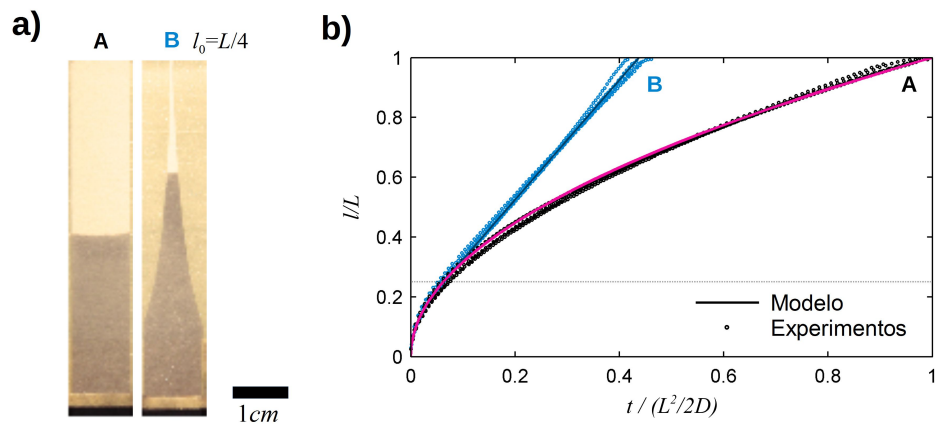 a)
A
B l₀=L/4
1cm
b)
1
0.8
0.6
0.4
0.2
0
l/L
B
A
Modelo
Experimentos
0 0.2 0.4 0.6 0.8 1
t / (L²/2D)